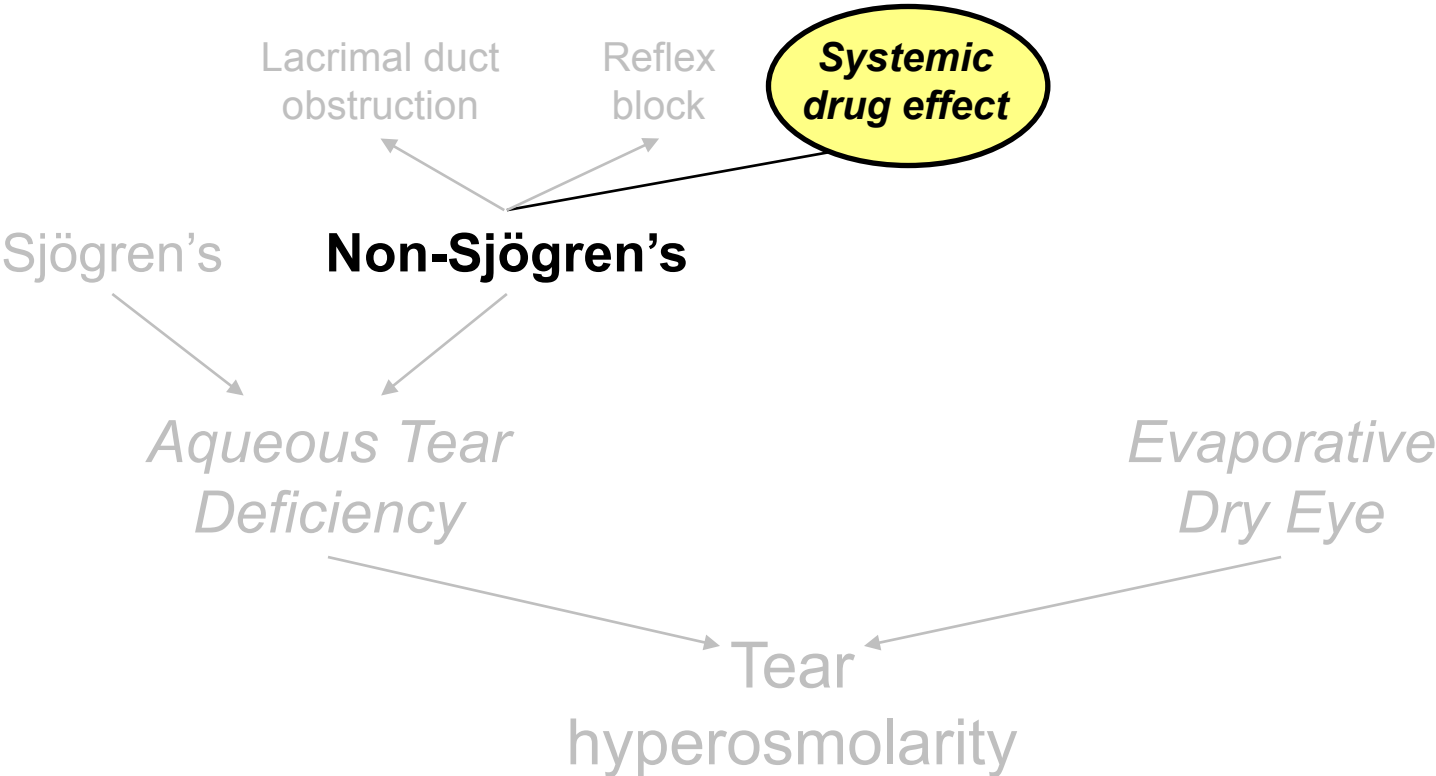 Lacrimal duct
obstruction
Reflex
block
Systemic
drug effect
Sjögren’s
Non-Sjögren’s
Aqueous Tear
Deficiency
Evaporative
Dry Eye
Tear
hyperosmolarity